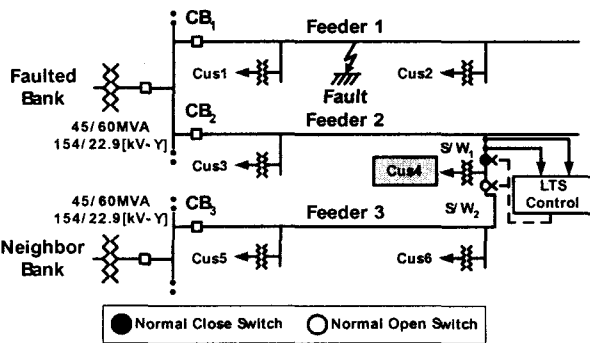 CB1
Feeder 1
Cus1
Cus2
Fault
Faulted
Bank
45/60MVA
154/22.9[kV-Y]
CB2
Feeder 2
Cus3
S/W1
Cus4
LTS
Control
S/W2
45/60MVA
154/22.9[kV-Y]
CB3
Feeder 3
Neighbor
Bank
Cus5
Cus6
Normal Close Switch
Normal Open Switch